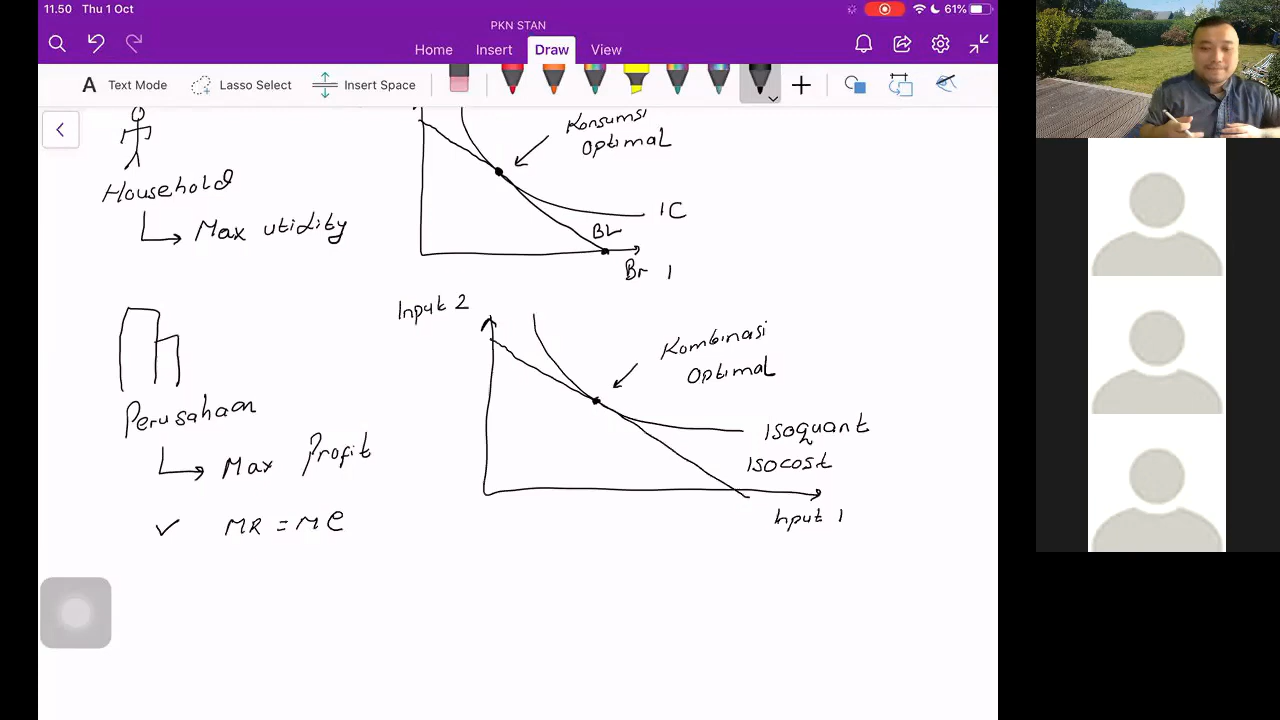 11.50 Thu 1 Oct
61%
PKN STAN
Home Insert Draw View
A Text Mode Lasso Select Insert Space
Konsumsi
Optimal
Household
Max utility
IC
BL
Br 1
Input 2
Kombinasi
Optimal
Perusahaan
Max Profit
Isoquant
Isocost
Input 1
MR = MC